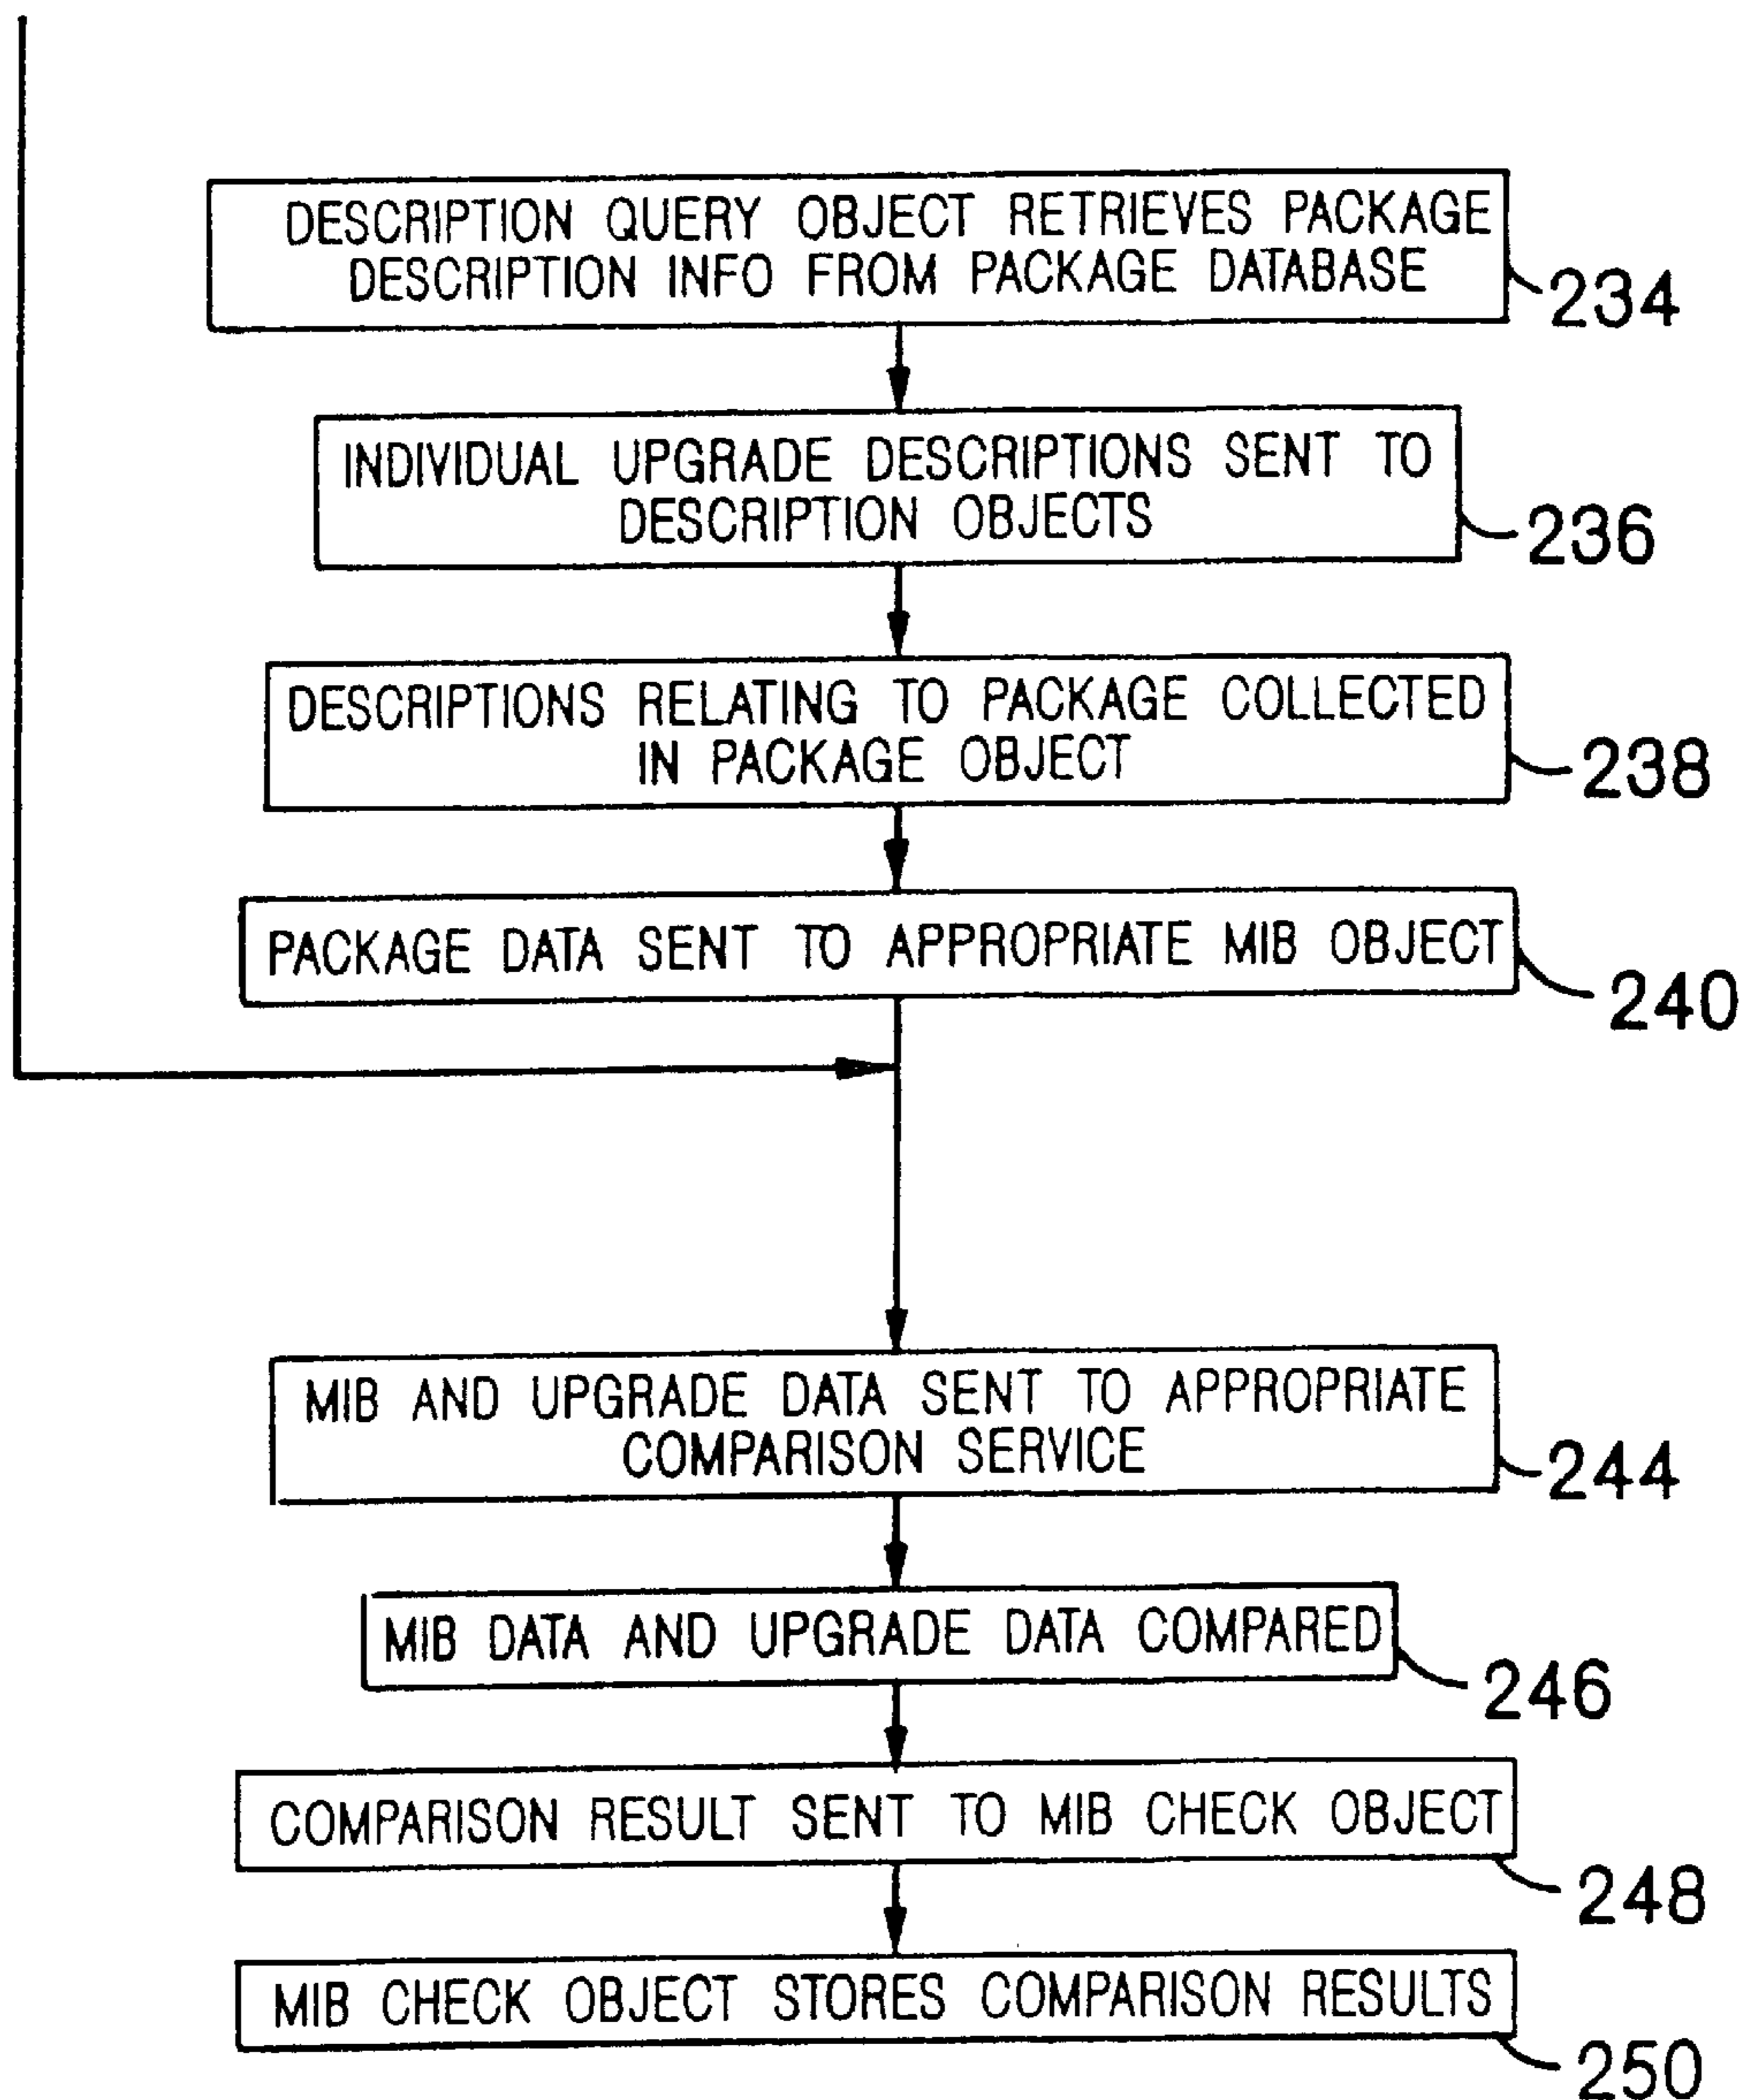 DESCRIPTION QUERY OBJECT RETRIEVES PACKAGE
DESCRIPTION INFO FROM PACKAGE DATABASE
234
INDIVIDUAL UPGRADE DESCRIPTIONS SENT TO
DESCRIPTION OBJECTS
236
DESCRIPTIONS RELATING TO PACKAGE COLLECTED
IN PACKAGE OBJECT
238
PACKAGE DATA SENT TO APPROPRIATE MIB OBJECT
240
MIB AND UPGRADE DATA SENT TO APPROPRIATE
COMPARISON SERVICE
244
MIB DATA AND UPGRADE DATA COMPARED
246
COMPARISON RESULT SENT TO MIB CHECK OBJECT
248
MIB CHECK OBJECT STORES COMPARISON RESULTS
250